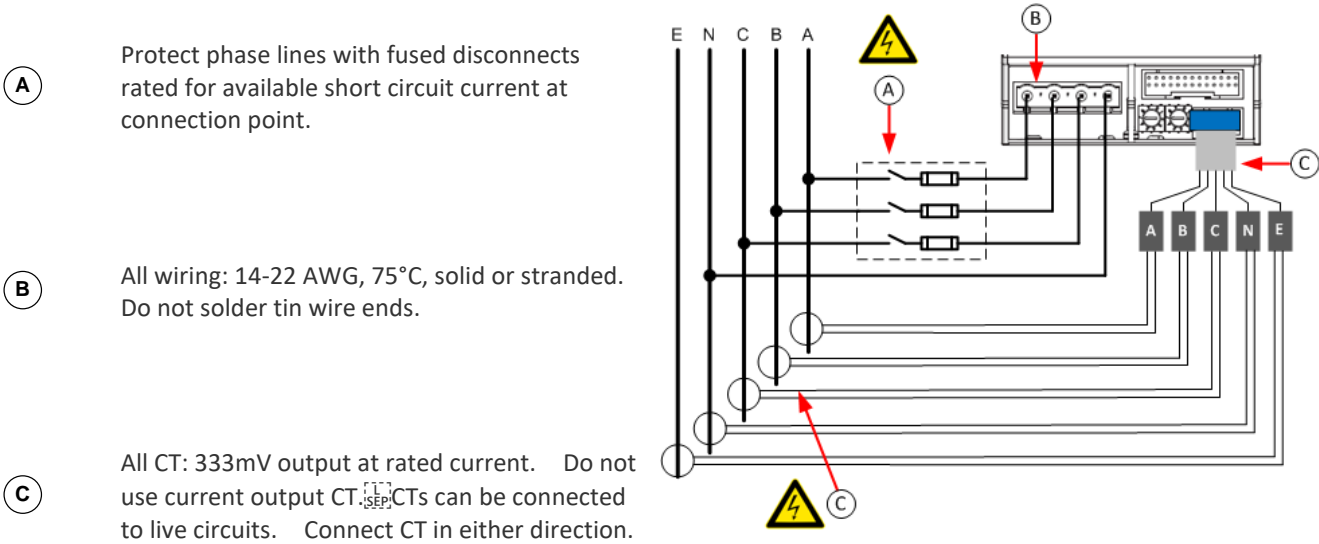 A
Protect phase lines with fused disconnects
rated for available short circuit current at
connection point.
B
All wiring: 14-22 AWG, 75°C, solid or stranded.
Do not solder tin wire ends.
C
All CT: 333mV output at rated current. Do not
use current output CT. L SEP CTs can be connected
to live circuits. Connect CT in either direction.
E N C B A
B
A
C
A B C N E
C